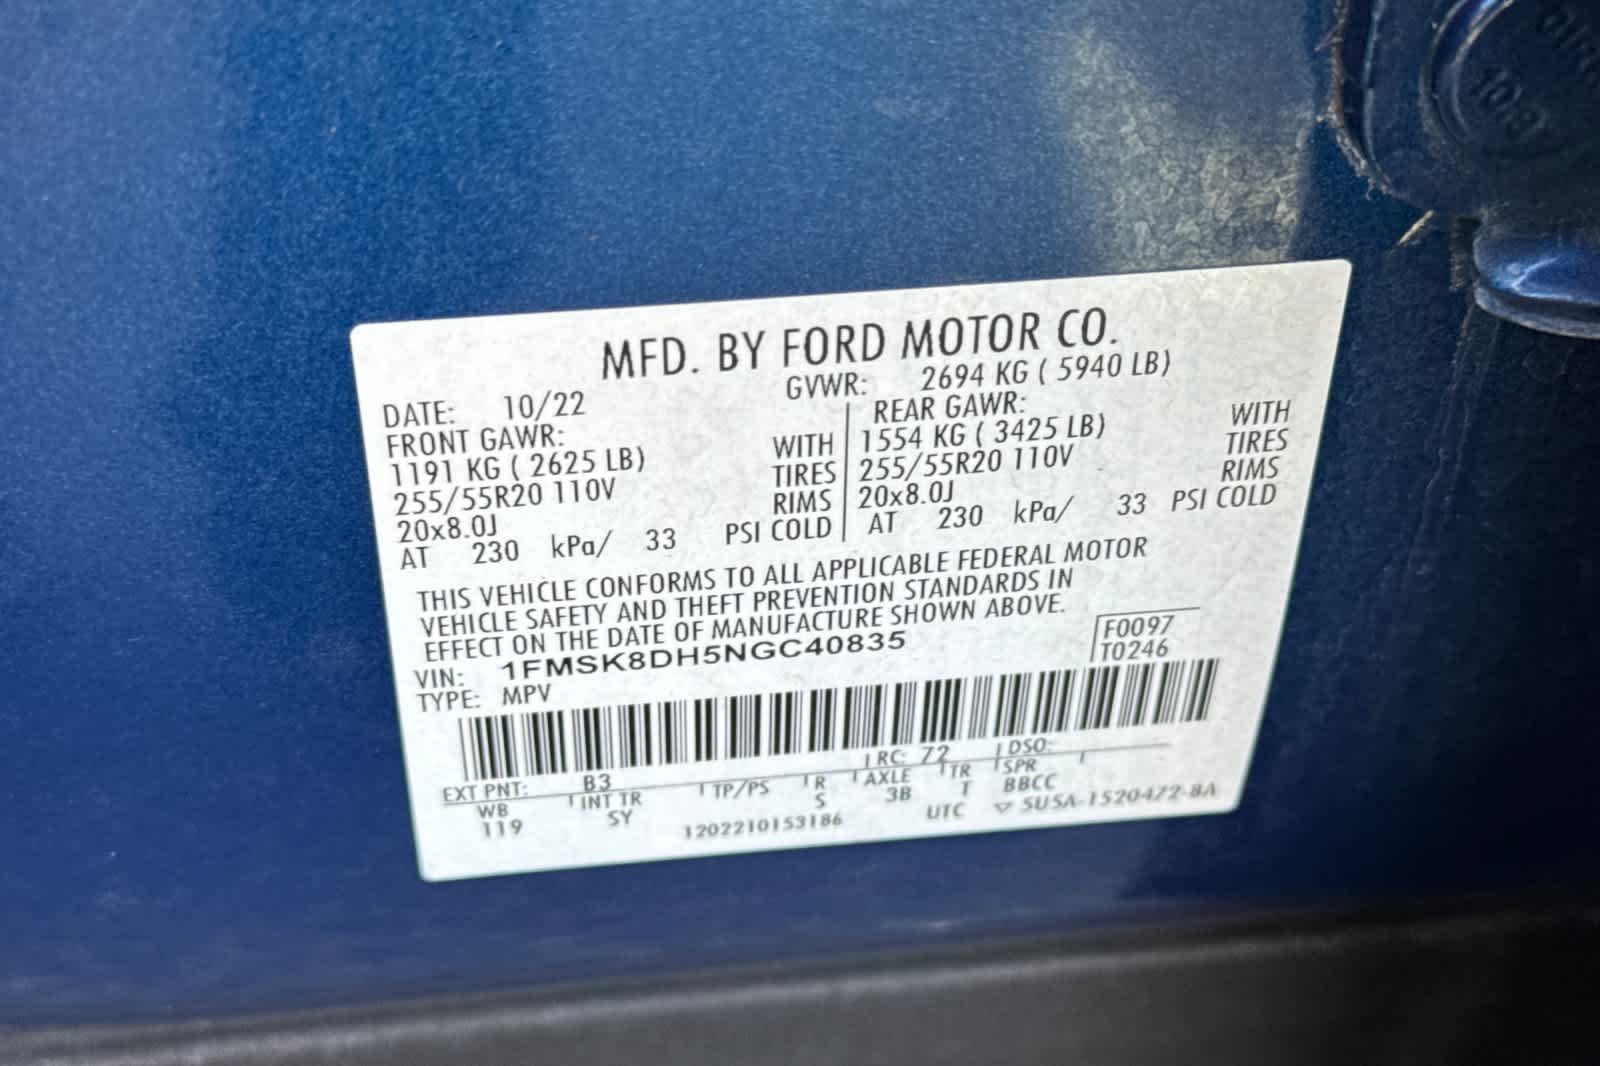 MFD. BY FORD MOTOR CO.
DATE: 10/22 GVWR: 2694 KG ( 5940 LB)
FRONT GAWR:
1191 KG ( 2625 LB) WITH
255/55R20 110V TIRES
20x8.0J RIMS
AT 230 kPa/ 33 PSI COLD
REAR GAWR: WITH
1554 KG ( 3425 LB) TIRES
255/55R20 110V RIMS
20x8.0J PSI COLD
AT 230 kPa/ 33
THIS VEHICLE CONFORMS TO ALL APPLICABLE FEDERAL MOTOR
VEHICLE SAFETY AND THEFT PREVENTION STANDARDS IN
EFFECT ON THE DATE OF MANUFACTURE SHOWN ABOVE.
VIN: 1FMSK8DH5NGC40835 F0097
TYPE: MPV T0246
EXT PNT: B3 RC: 72 DSO:
WB INT TR TP/PS R AXLE TR SPR
119 SY S 3B T BBCC
1202210153186 UTC ▽ 5USA-1520472-8A